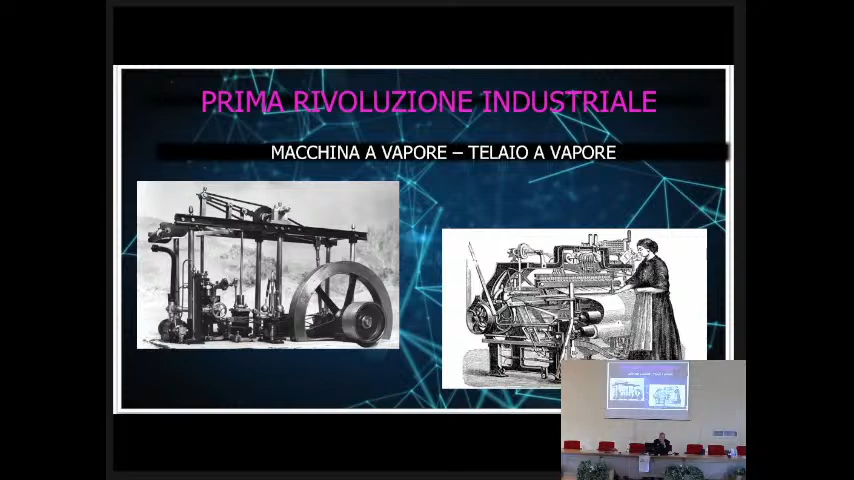 PRIMA RIVOLUZIONE INDUSTRIALE
MACCHINA A VAPORE – TELAIO A VAPORE